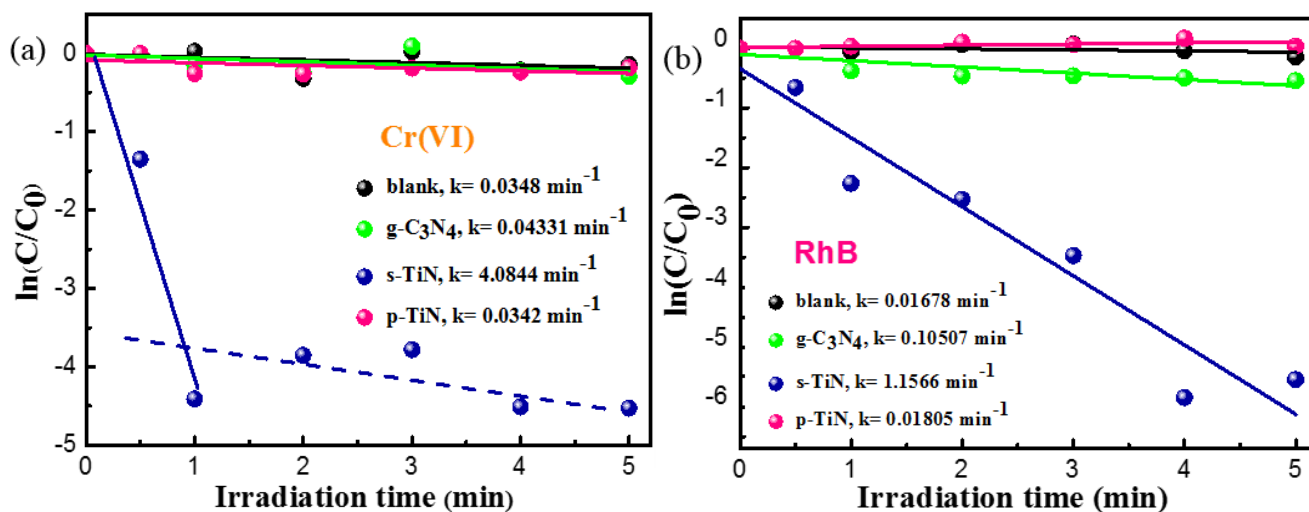 (a)
ln(C/C0)
0
-1
-2
-3
-4
-5
Cr(VI)
blank, k= 0.0348 min-1
g-C3N4, k= 0.04331 min-1
s-TiN, k= 4.0844 min-1
p-TiN, k= 0.0342 min-1
0 1 2 3 4 5
Irradiation time (min)
(b)
ln(C/C0)
0
-1
-2
-3
-4
-5
-6
RhB
blank, k= 0.01678 min-1
g-C3N4, k= 0.10507 min-1
s-TiN, k= 1.1566 min-1
p-TiN, k= 0.01805 min-1
0 1 2 3 4 5
Irradiation time (min)